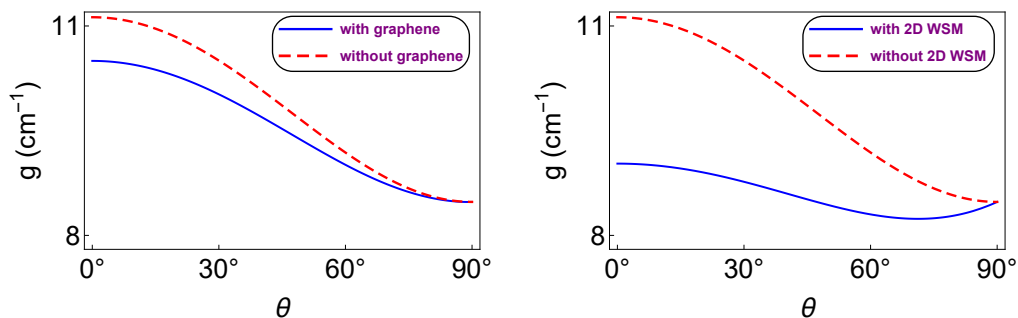 with graphene
without graphene
11
8
g (cm⁻¹)
0° 30° 60° 90°
θ
with 2D WSM
without 2D WSM
11
8
g (cm⁻¹)
0° 30° 60° 90°
θ